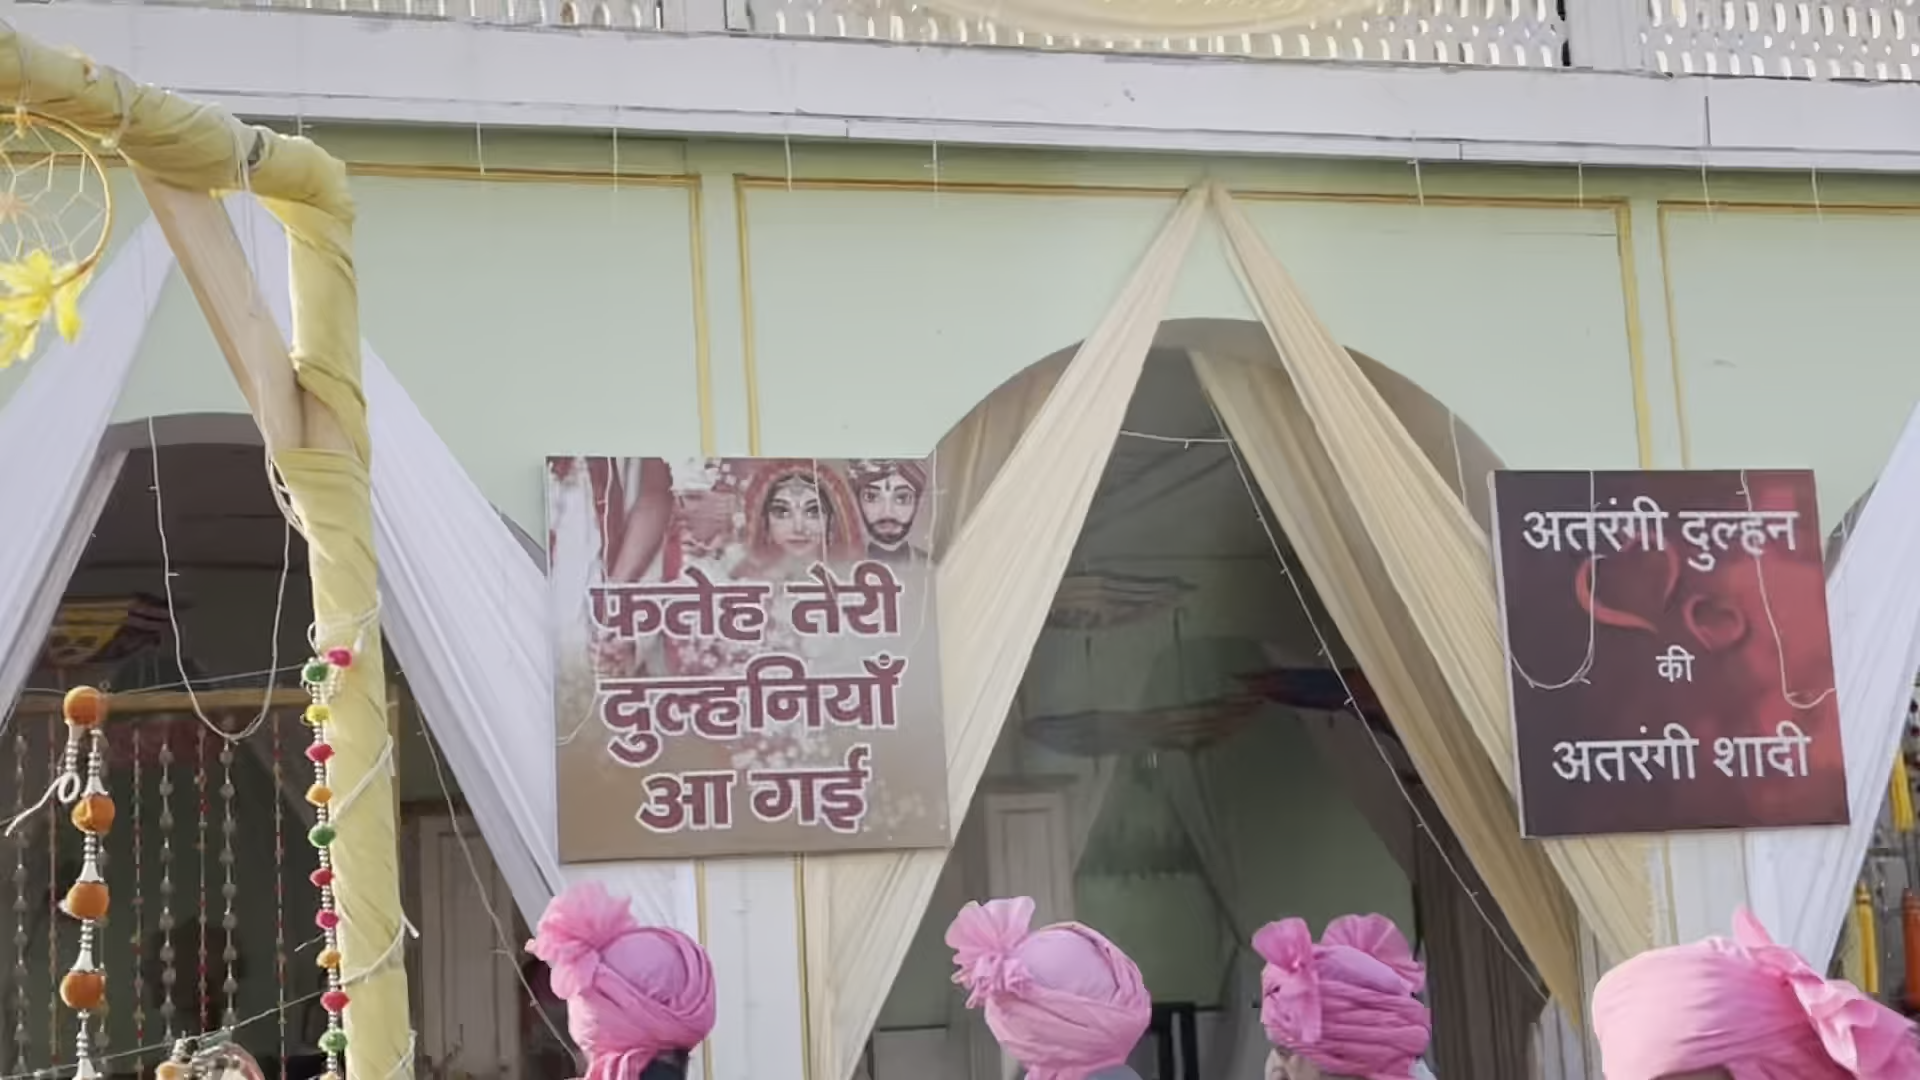 फतेह तेरी
दुल्हनियाँ
आ गई
अतरंगी दुल्हन
की
अतरंगी शादी